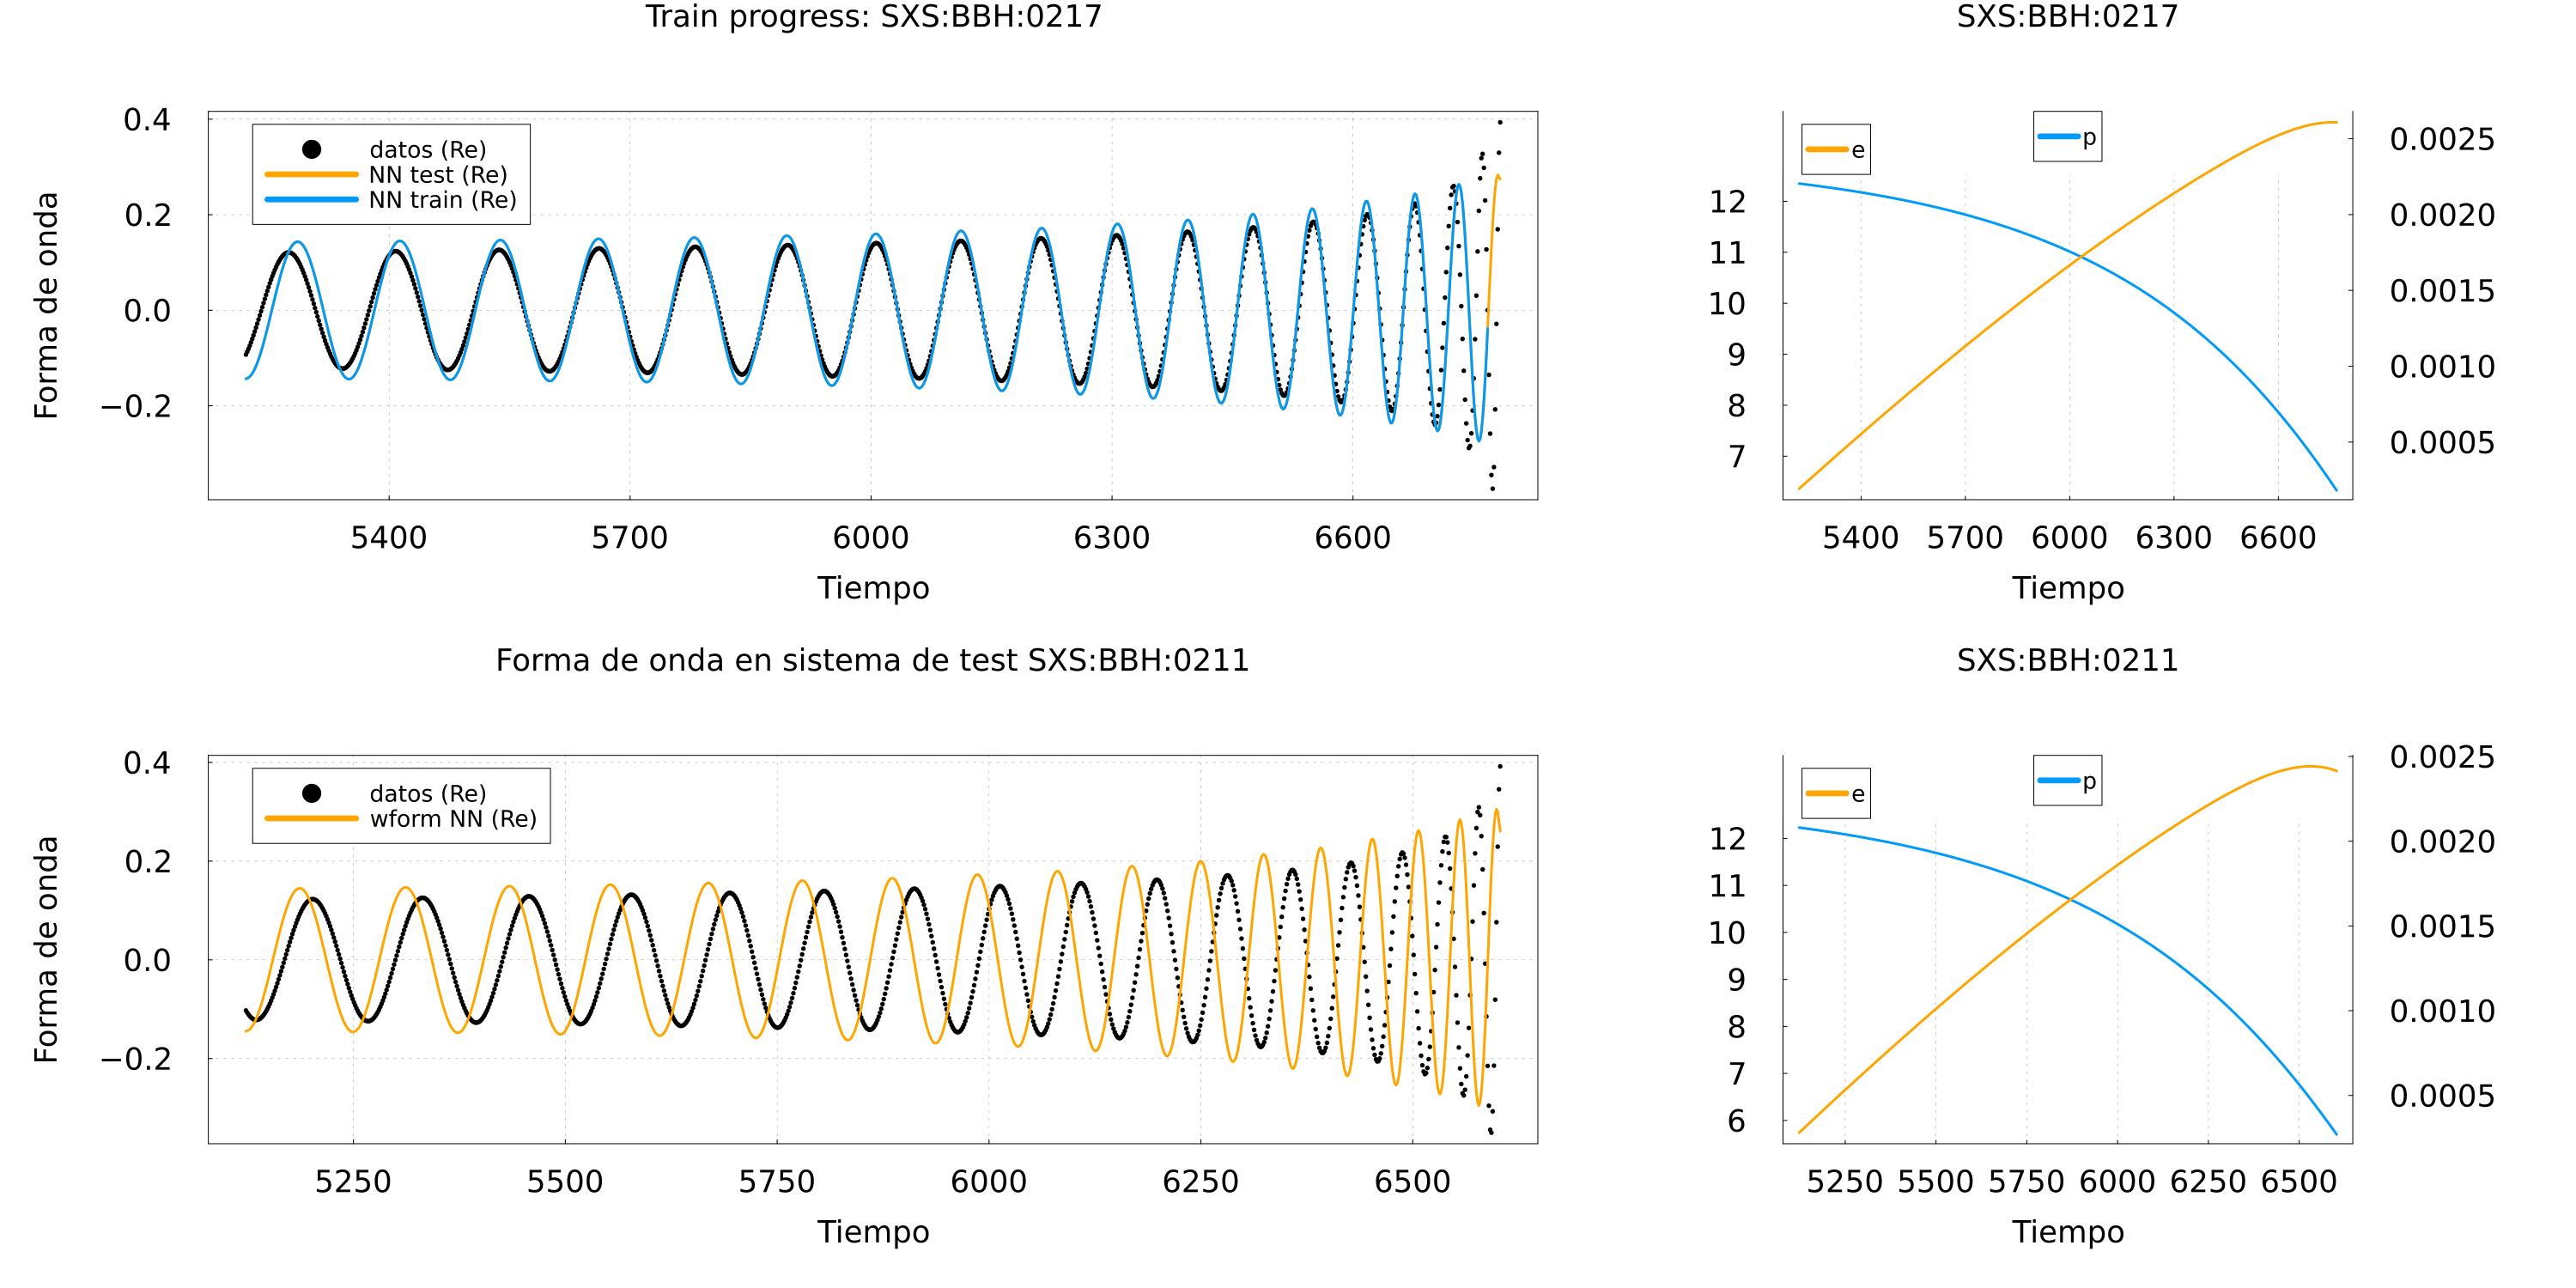 Train progress: SXS:BBH:0217
Forma de onda
0.4
0.2
0.0
−0.2
datos (Re)
NN test (Re)
NN train (Re)
5400 5700 6000 6300 6600
Tiempo
SXS:BBH:0217
12
11
10
9
8
7
e
p
0.0025
0.0020
0.0015
0.0010
0.0005
5400 5700 6000 6300 6600
Tiempo
Forma de onda en sistema de test SXS:BBH:0211
Forma de onda
0.4
0.2
0.0
−0.2
datos (Re)
wform NN (Re)
5250 5500 5750 6000 6250 6500
Tiempo
SXS:BBH:0211
12
11
10
9
8
7
6
e
p
0.0025
0.0020
0.0015
0.0010
0.0005
5250 5500 5750 6000 6250 6500
Tiempo